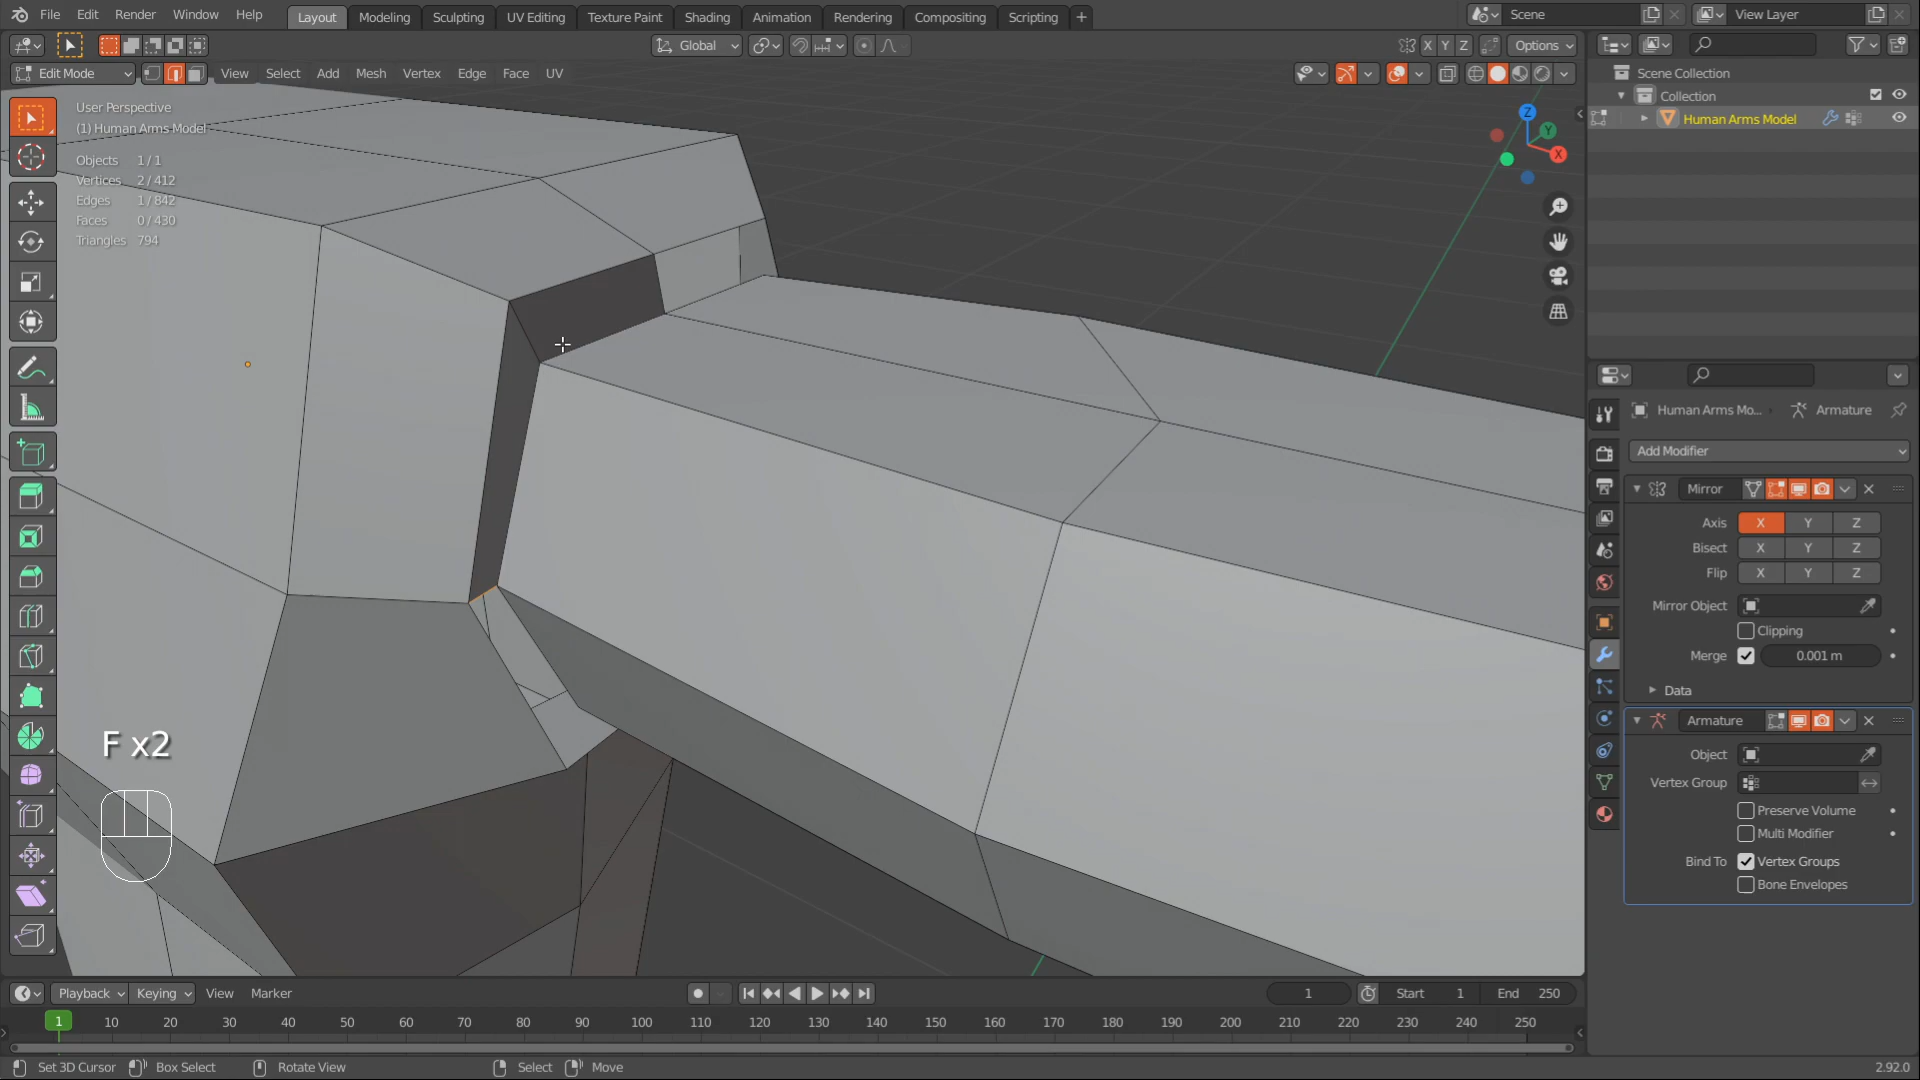 File Edit Render Window Help Layout Modeling Sculpting UV Editing Texture Paint Shading Animation Rendering Compositing Scripting + Scene View Layer
Global X Y Z Options
Edit Mode View Select Add Mesh Vertex Edge Face UV
User Perspective
(1) Human Arms Model
Objects 1 / 1
Vertices 2 / 412
Edges 1 / 842
Faces 0 / 430
Triangles 794
Z
Y
X
F x2
Scene Collection
Collection
Human Arms Model
Human Arms Mo... Armature
Add Modifier
Mirror
Axis X Y Z
Bisect X Y Z
Flip X Y Z
Mirror Object
Clipping
Merge 0.001 m
Data
Armature
Object
Vertex Group
Preserve Volume
Multi Modifier
Bind To Vertex Groups
Bone Envelopes
Playback Keying View Marker 1 Start 1 End 250
1 10 20 30 40 50 60 70 80 90 100 110 120 130 140 150 160 170 180 190 200 210 220 230 240 250
Set 3D Cursor Box Select Rotate View Select Move 2.92.0